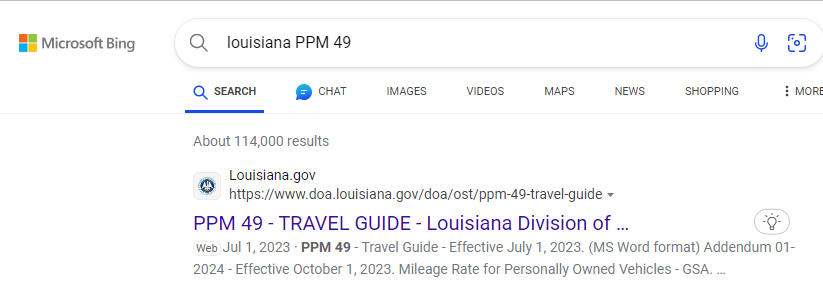 Microsoft Bing
louisiana PPM 49
SEARCH CHAT IMAGES VIDEOS MAPS NEWS SHOPPING MORE
About 114,000 results
Louisiana.gov
https://www.doa.louisiana.gov/doa/ost/ppm-49-travel-guide
PPM 49 - TRAVEL GUIDE - Louisiana Division of …
Web Jul 1, 2023 · PPM 49 - Travel Guide - Effective July 1, 2023. (MS Word format) Addendum 01-
2024 - Effective October 1, 2023. Mileage Rate for Personally Owned Vehicles - GSA. …